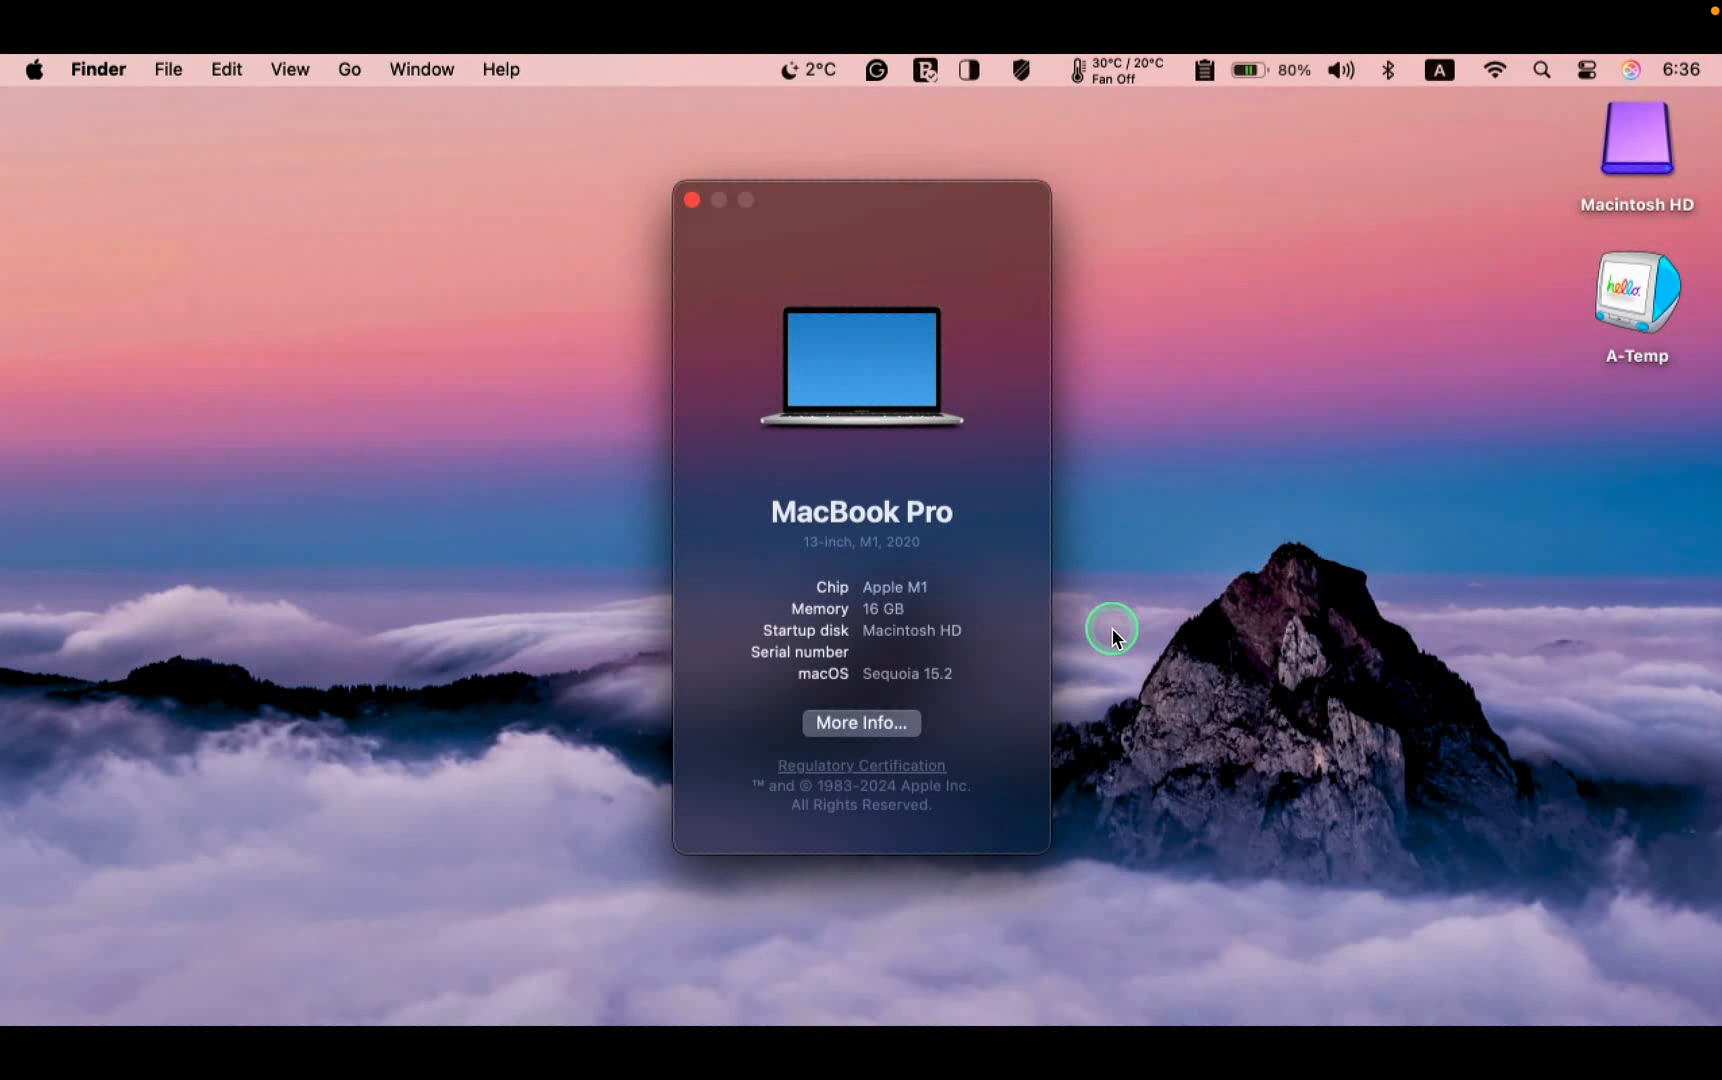 Finder File Edit View Go Window Help 2°C 30°C / 20°C 80% A 6:36
Fan Off
Macintosh HD
hello.
A-Temp
MacBook Pro
13-inch, M1, 2020
Chip Apple M1
Memory 16 GB
Startup disk Macintosh HD
Serial number
macOS Sequoia 15.2
More Info...
Regulatory Certification
™ and © 1983-2024 Apple Inc.
All Rights Reserved.